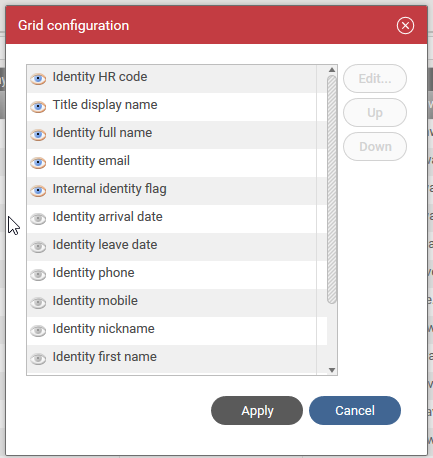 Grid configuration
Identity HR code
Title display name
Identity full name
Identity email
Internal identity flag
Identity arrival date
Identity leave date
Identity phone
Identity mobile
Identity nickname
Identity first name
Edit...
Up
Down
Apply
Cancel